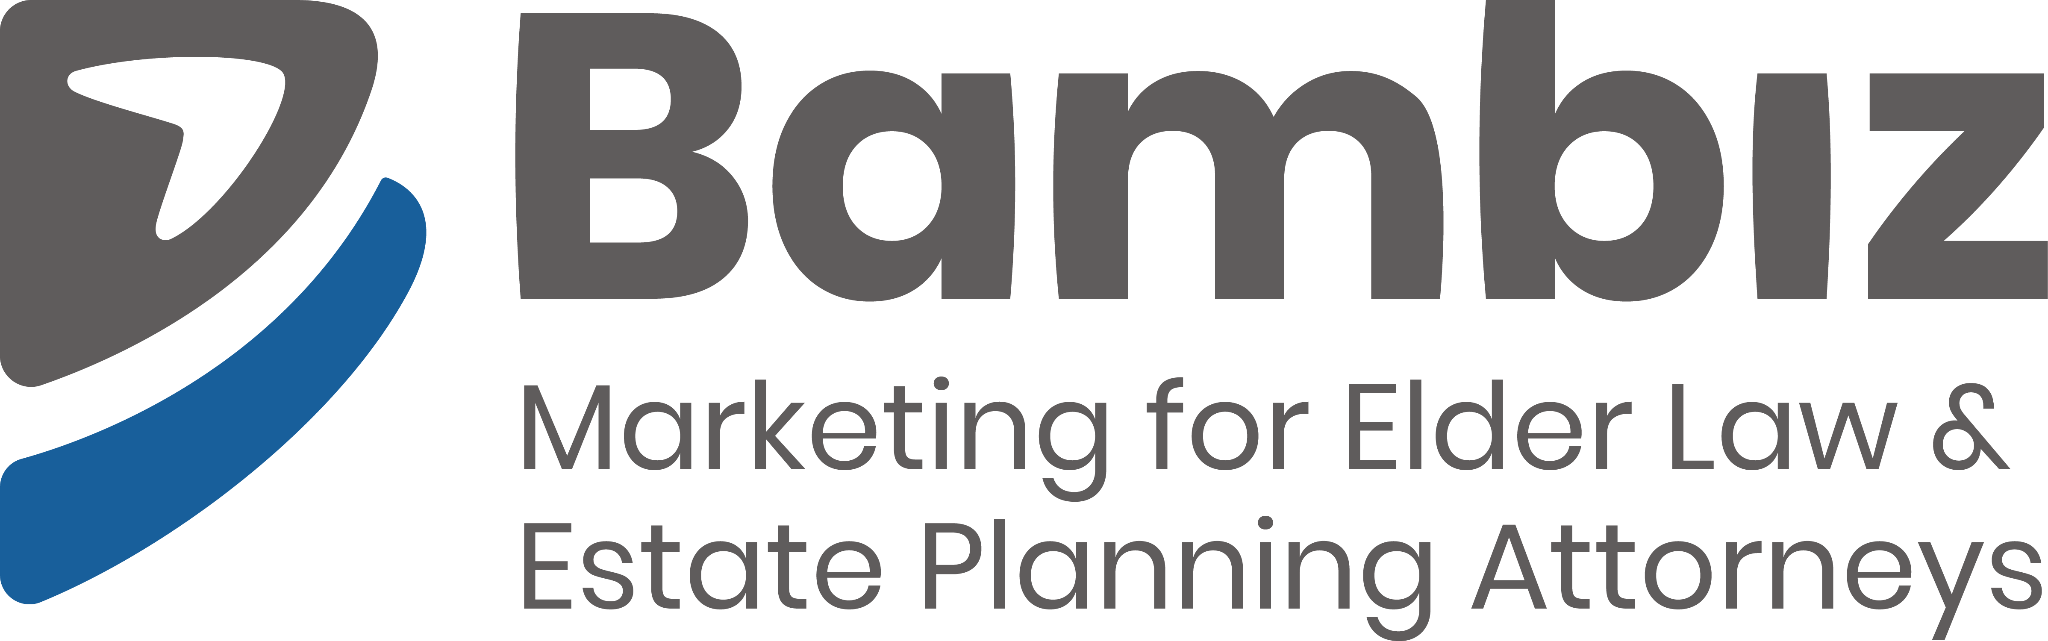 Bambız
Marketing for Elder Law &
Estate Planning Attorneys